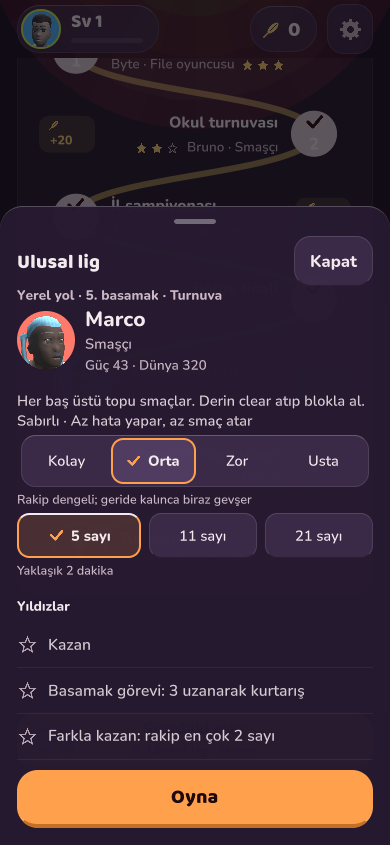 Sv 1
0
1
Byte · File oyuncusu
Okul turnuvası
+20
Bruno · Smaşçı
2
İl şampiyonası
Ulusal lig
Kapat
Yerel yol · 5. basamak · Turnuva
Marco
Smaşçı
Güç 43 · Dünya 320
Her baş üstü topu smaçlar. Derin clear atıp blokla al.
Sabırlı · Az hata yapar, az smaç atar
Kolay
Orta
Zor
Usta
Rakip dengeli; geride kalınca biraz gevşer
5 sayı
11 sayı
21 sayı
Yaklaşık 2 dakika
Yıldızlar
Kazan
Basamak görevi: 3 uzanarak kurtarış
Farkla kazan: rakip en çok 2 sayı
Oyna